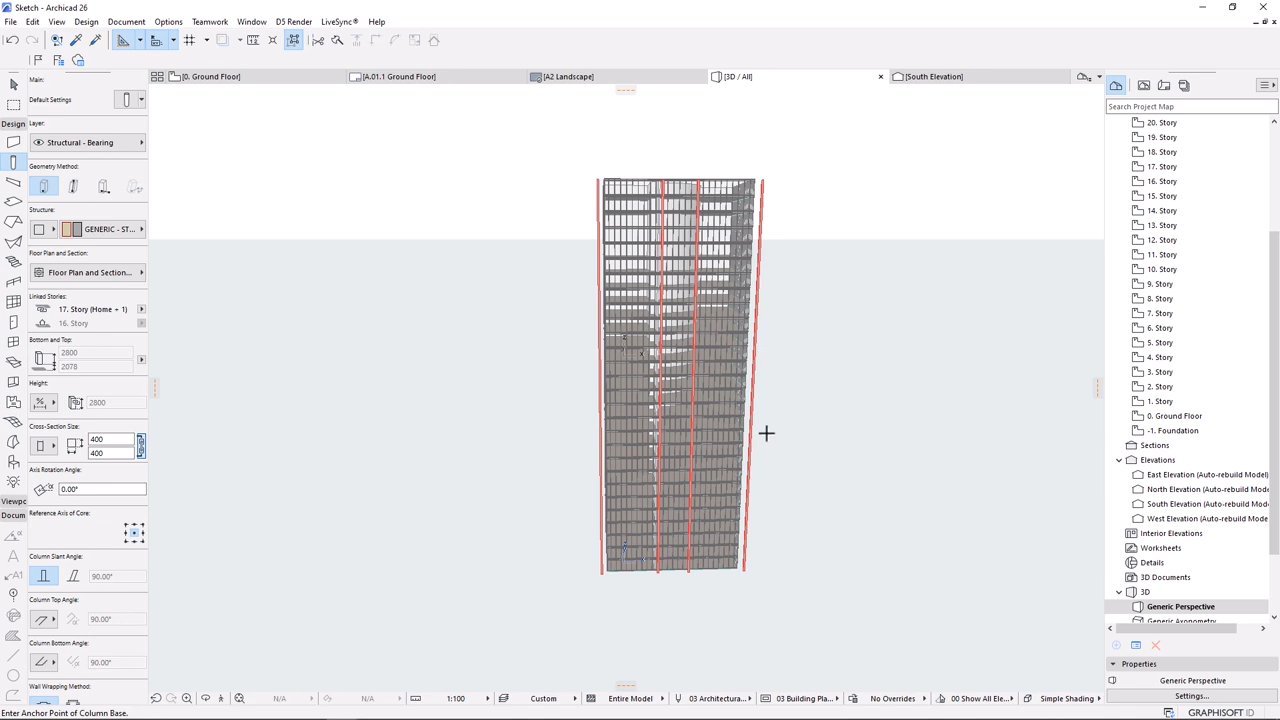 Sketch - Archicad 26
File Edit View Design Document Options Teamwork Window D5 Render LiveSync® Help
[0. Ground Floor] [A.01.1 Ground Floor] [A2 Landscape] [3D / All] [South Elevation]
Main:
Default Settings
Search Project Map
20. Story
Design
Layer:
19. Story
Structural - Bearing
18. Story
Geometry Method:
17. Story
16. Story
15. Story
Structure:
14. Story
GENERIC - ST...
13. Story
12. Story
Floor Plan and Section:
11. Story
Floor Plan and Section...
10. Story
9. Story
Linked Stories:
8. Story
17. Story (Home + 1)
7. Story
16. Story
6. Story
Bottom and Top:
5. Story
2800
2078
4. Story
3. Story
Height:
2. Story
2800
1. Story
Cross-Section Size:
0. Ground Floor
-1. Foundation
400
400
Sections
Elevations
Axis Rotation Angle:
East Elevation (Auto-rebuild Model)
0.00°
North Elevation (Auto-rebuild Mode
South Elevation (Auto-rebuild Mode
Viewpc
Docum
Reference Axis of Core:
West Elevation (Auto-rebuild Mode
Interior Elevations
Worksheets
Column Slant Angle:
Details
90.00°
3D Documents
3D
Column Top Angle:
Generic Perspective
90.00°
Generic Axonometry
Column Bottom Angle:
90.00°
Properties
Generic Perspective
Wall Wrapping Method:
Settings...
N/A N/A 1:100 Custom Entire Model 03 Architectura... 03 Building Pla... No Overrides 00 Show All Ele... Simple Shading
Enter Anchor Point of Column Base.
GRAPHISOFT ID